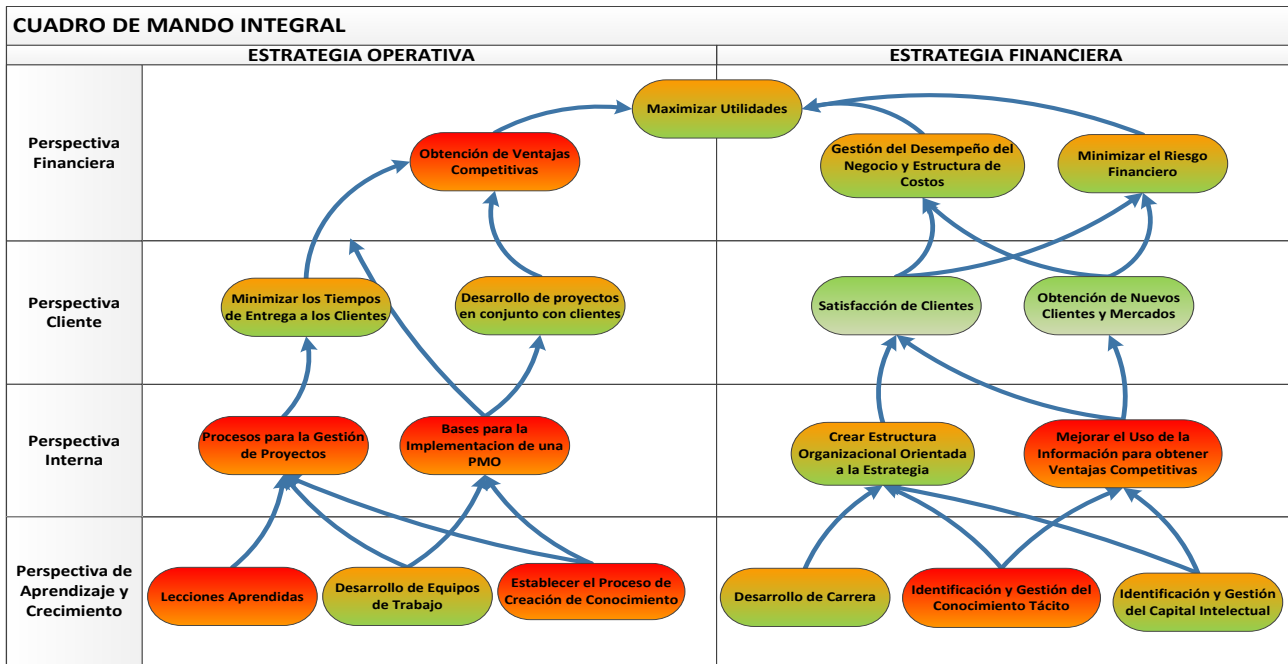 CUADRO DE MANDO INTEGRAL
ESTRATEGIA OPERATIVA
ESTRATEGIA FINANCIERA
Perspectiva
Financiera
Maximizar Utilidades
Obtención de Ventajas
Competitivas
Gestión del Desempeño del
Negocio y Estructura de
Costos
Minimizar el Riesgo
Financiero
Perspectiva
Cliente
Minimizar los Tiempos
de Entrega a los Clientes
Desarrollo de proyectos
en conjunto con clientes
Satisfacción de Clientes
Obtención de Nuevos
Clientes y Mercados
Perspectiva
Interna
Procesos para la Gestión
de Proyectos
Bases para la
Implementacion de una
PMO
Crear Estructura
Organizacional Orientada
a la Estrategia
Mejorar el Uso de la
Información para obtener
Ventajas Competitivas
Perspectiva de
Aprendizaje y
Crecimiento
Lecciones Aprendidas
Desarrollo de Equipos
de Trabajo
Establecer el Proceso de
Creación de Conocimiento
Desarrollo de Carrera
Identificación y Gestión del
Conocimiento Tácito
Identificación y Gestión
del Capital Intelectual